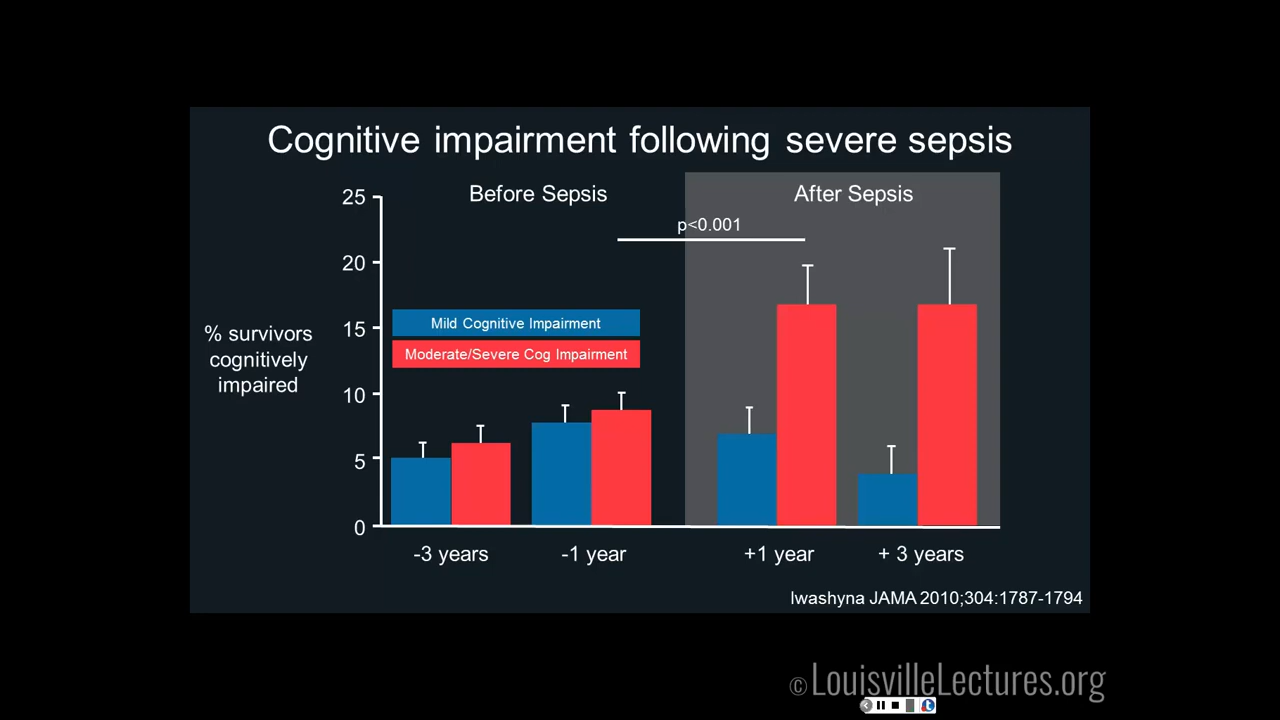 Cognitive impairment following severe sepsis
Before Sepsis
After Sepsis
p<0.001
25
20
15
10
5
0
% survivors
cognitively
impaired
Mild Cognitive Impairment
Moderate/Severe Cog Impairment
-3 years
-1 year
+1 year
+ 3 years
Iwashyna JAMA 2010;304:1787-1794
© LouisvilleLectures.org